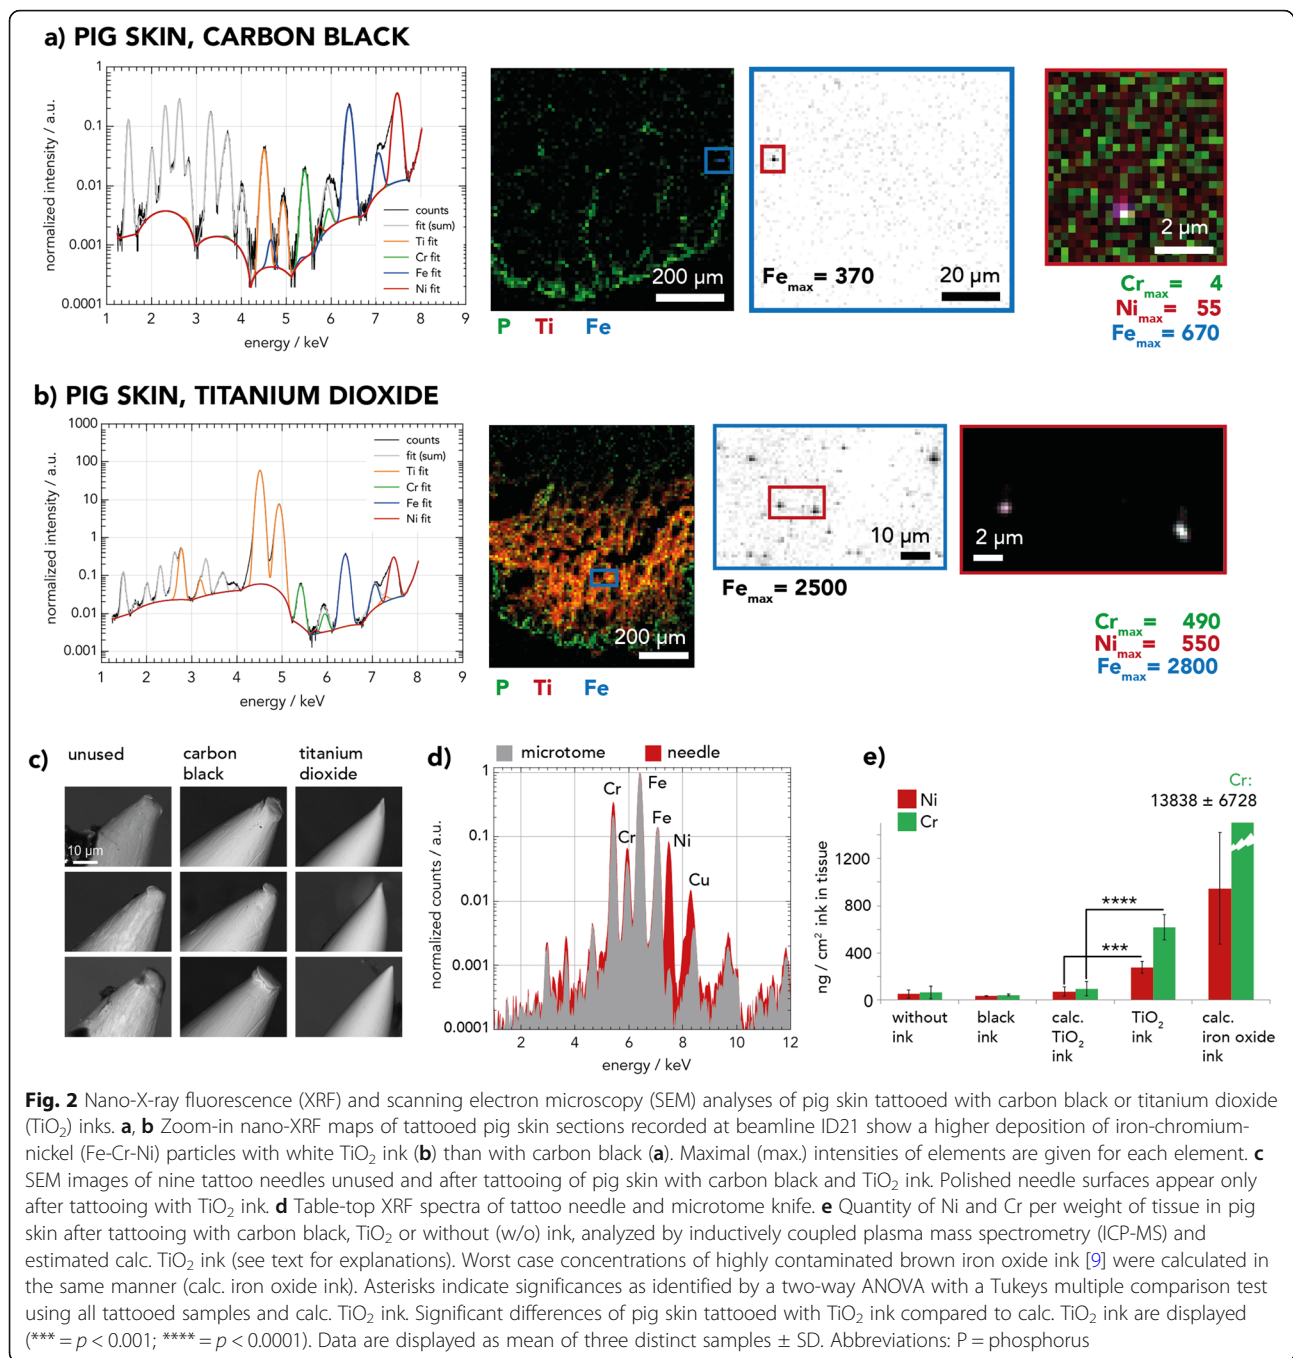 a) PIG SKIN, CARBON BLACK
normalized intensity / a.u.
1
0.1
0.01
0.001
0.0001
counts
fit (sum)
Ti fit
Cr fit
Fe fit
Ni fit
1 2 3 4 5 6 7 8 9
energy / keV
200 µm
P Ti Fe
Femax = 370
20 µm
2 µm
Crmax= 4
Nimax= 55
Femax= 670
b) PIG SKIN, TITANIUM DIOXIDE
normalized intensity / a.u.
1000
100
10
1
0.1
0.01
0.001
counts
fit (sum)
Ti fit
Cr fit
Fe fit
Ni fit
1 2 3 4 5 6 7 8 9
energy / keV
200 µm
P Ti Fe
10 µm
Femax= 2500
2 µm
Crmax= 490
Nimax= 550
Femax= 2800
c)
unused
carbon
black
titanium
dioxide
10 µm
d)
microtome needle
normalized counts / a.u.
1
0.1
0.01
0.001
0.0001
Cr
Fe
Cr
Fe
Ni
Cu
2 4 6 8 10 12
energy / keV
e)
Ni
Cr
Cr:
13838 ± 6728
ng / cm² ink in tissue
1200
800
400
0
****
***
without
ink
black
ink
calc.
TiO2
ink
TiO2
ink
calc.
iron oxide
ink
Fig. 2 Nano-X-ray fluorescence (XRF) and scanning electron microscopy (SEM) analyses of pig skin tattooed with carbon black or titanium dioxide
(TiO2) inks. a, b Zoom-in nano-XRF maps of tattooed pig skin sections recorded at beamline ID21 show a higher deposition of iron-chromium-
nickel (Fe-Cr-Ni) particles with white TiO2 ink (b) than with carbon black (a). Maximal (max.) intensities of elements are given for each element. c
SEM images of nine tattoo needles unused and after tattooing of pig skin with carbon black and TiO2 ink. Polished needle surfaces appear only
after tattooing with TiO2 ink. d Table-top XRF spectra of tattoo needle and microtome knife. e Quantity of Ni and Cr per weight of tissue in pig
skin after tattooing with carbon black, TiO2 or without (w/o) ink, analyzed by inductively coupled plasma mass spectrometry (ICP-MS) and
estimated calc. TiO2 ink (see text for explanations). Worst case concentrations of highly contaminated brown iron oxide ink [9] were calculated in
the same manner (calc. iron oxide ink). Asterisks indicate significances as identified by a two-way ANOVA with a Tukeys multiple comparison test
using all tattooed samples and calc. TiO2 ink. Significant differences of pig skin tattooed with TiO2 ink compared to calc. TiO2 ink are displayed
(*** = p < 0.001; **** = p < 0.0001). Data are displayed as mean of three distinct samples ± SD. Abbreviations: P = phosphorus